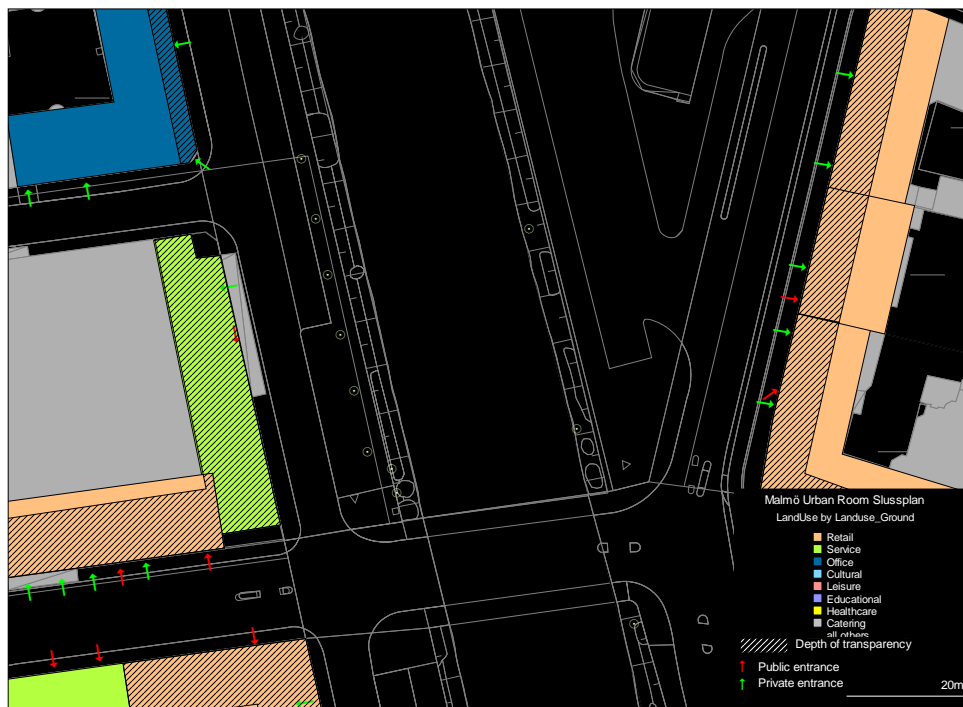 Malmö Urban Room Slussplan
LandUse by Landuse_Ground
Retail
Service
Office
Cultural
Leisure
Educational
Healthcare
Catering
all others
Depth of transparency
Public entrance
Private entrance
20m